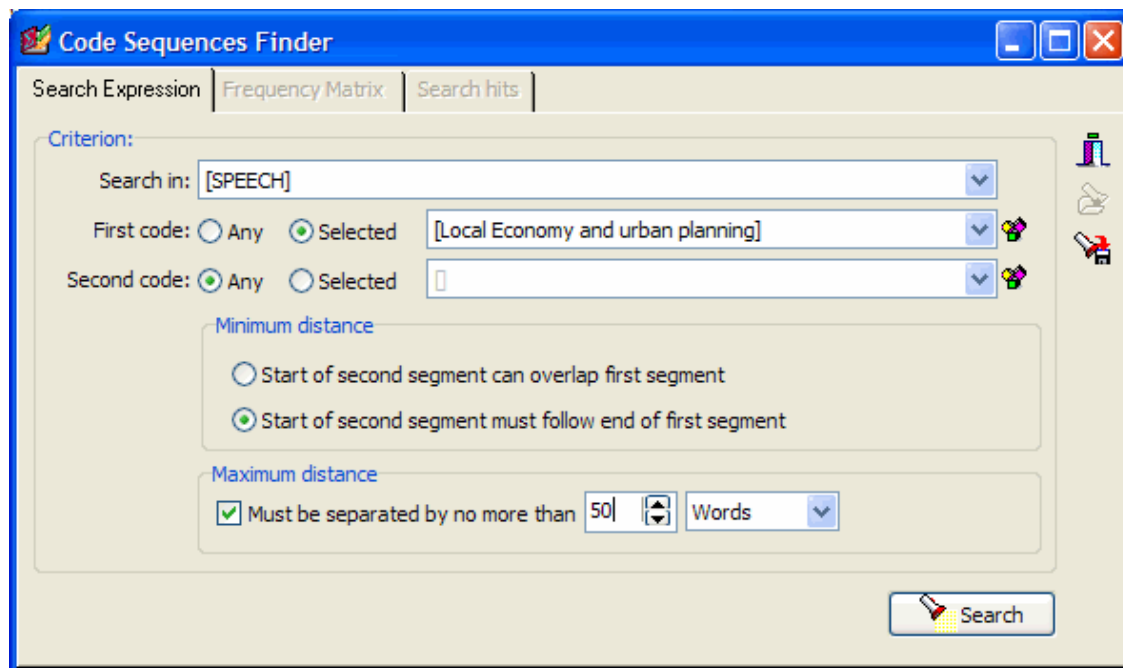 Code Sequences Finder
Search Expression Frequency Matrix Search hits
Criterion:
Search in: [SPEECH]
First code: Any Selected [Local Economy and urban planning]
Second code: Any Selected []
Minimum distance
Start of second segment can overlap first segment
Start of second segment must follow end of first segment
Maximum distance
Must be separated by no more than 50 Words
Search